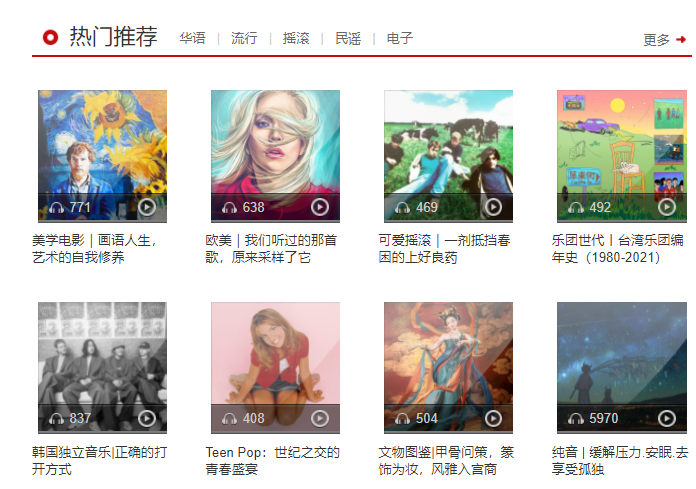 热门推荐 华语 | 流行 | 摇滚 | 民谣 | 电子 更多
771 638 469 492
美学电影｜画语人生，
艺术的自我修养
欧美｜我们听过的那首
歌，原来采样了它
可爱摇滚｜一剂抵挡春
困的上好良药
乐团世代丨台湾乐团编
年史（1980-2021）
837 408 504 5970
韩国独立音乐|正确的打
开方式
Teen Pop：世纪之交的
青春盛宴
文物图鉴|甲骨问策，篆
饰为妆，风雅入宫商
纯音 | 缓解压力.安眠.去
享受孤独